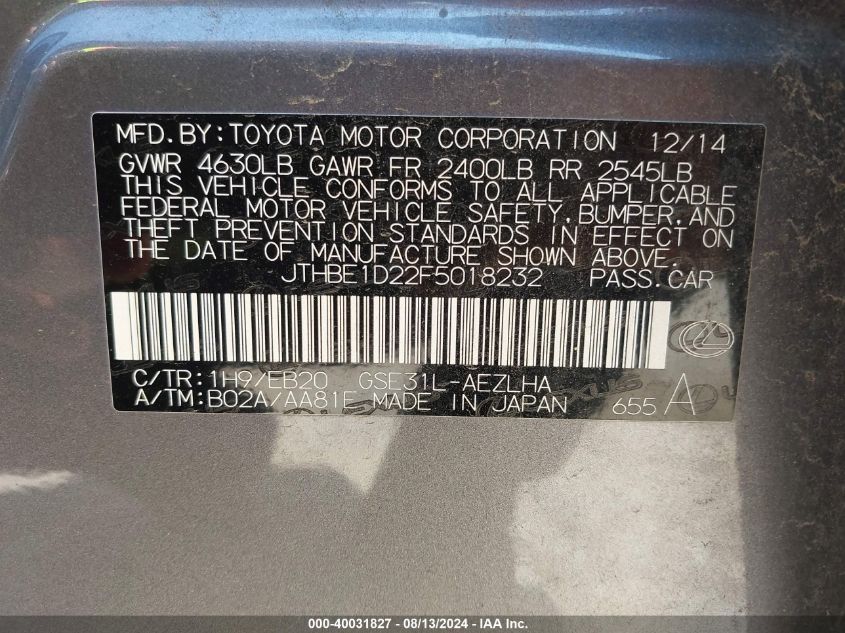 MFD.BY:TOYOTA MOTOR CORPORATION 12/14
GVWR 4630LB GAWR FR 2400LB RR 2545LB
THIS VEHICLE CONFORMS TO ALL APPLICABLE
FEDERAL MOTOR VEHICLE SAFETY,BUMPER,AND
THEFT PREVENTION STANDARDS IN EFFECT ON
THE DATE OF MANUFACTURE SHOWN ABOVE.
JTHBE1D22F5018232 PASS.CAR
C/TR:1H9/EB20 GSE31L-AEZLHA
A/TM:B02A/AA81E MADE IN JAPAN 655 A
000-40031827 - 08/13/2024 - IAA Inc.